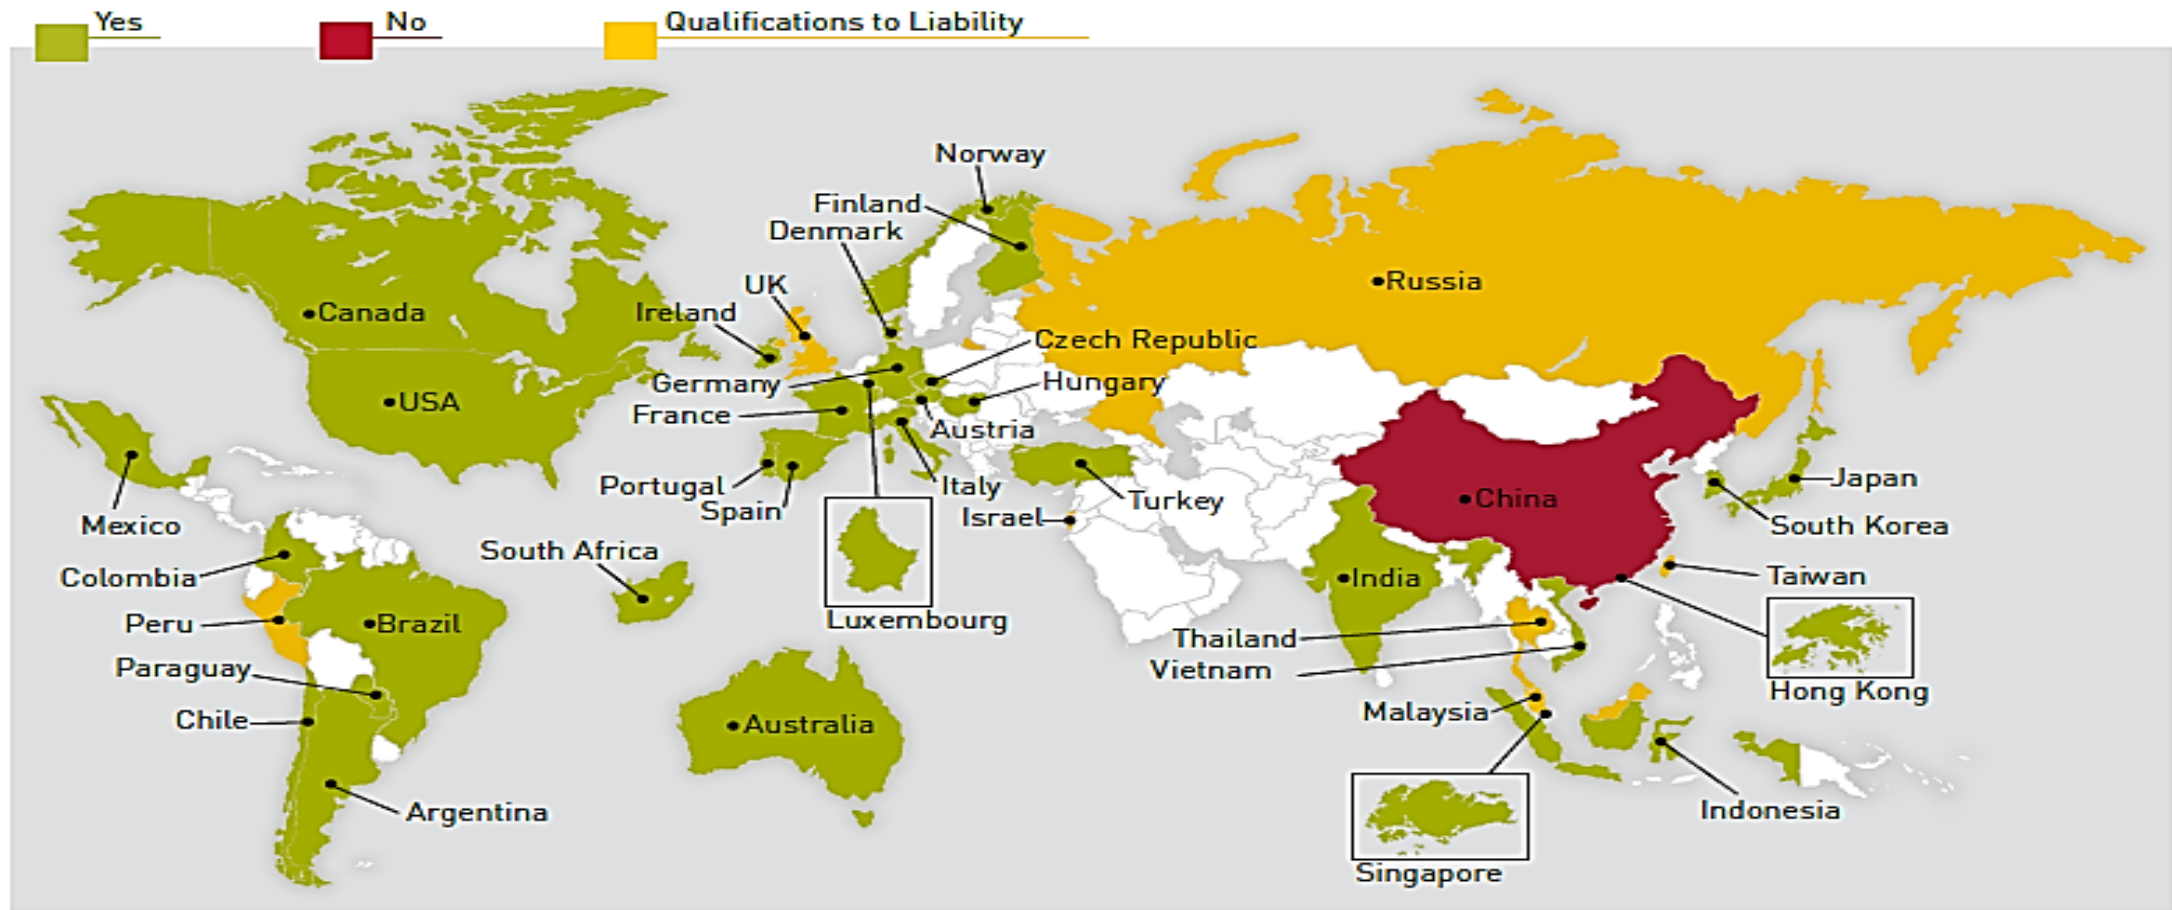 Yes
No
Qualifications to Liability
Norway
Finland
Denmark
UK
Ireland
Canada
Russia
Czech Republic
Germany
Hungary
USA
France
Austria
Portugal
Spain
Italy
Turkey
Israel
China
Japan
South Korea
Mexico
South Africa
Colombia
India
Taiwan
Peru
Brazil
Luxembourg
Thailand
Vietnam
Paraguay
Hong Kong
Chile
Australia
Malaysia
Argentina
Indonesia
Singapore